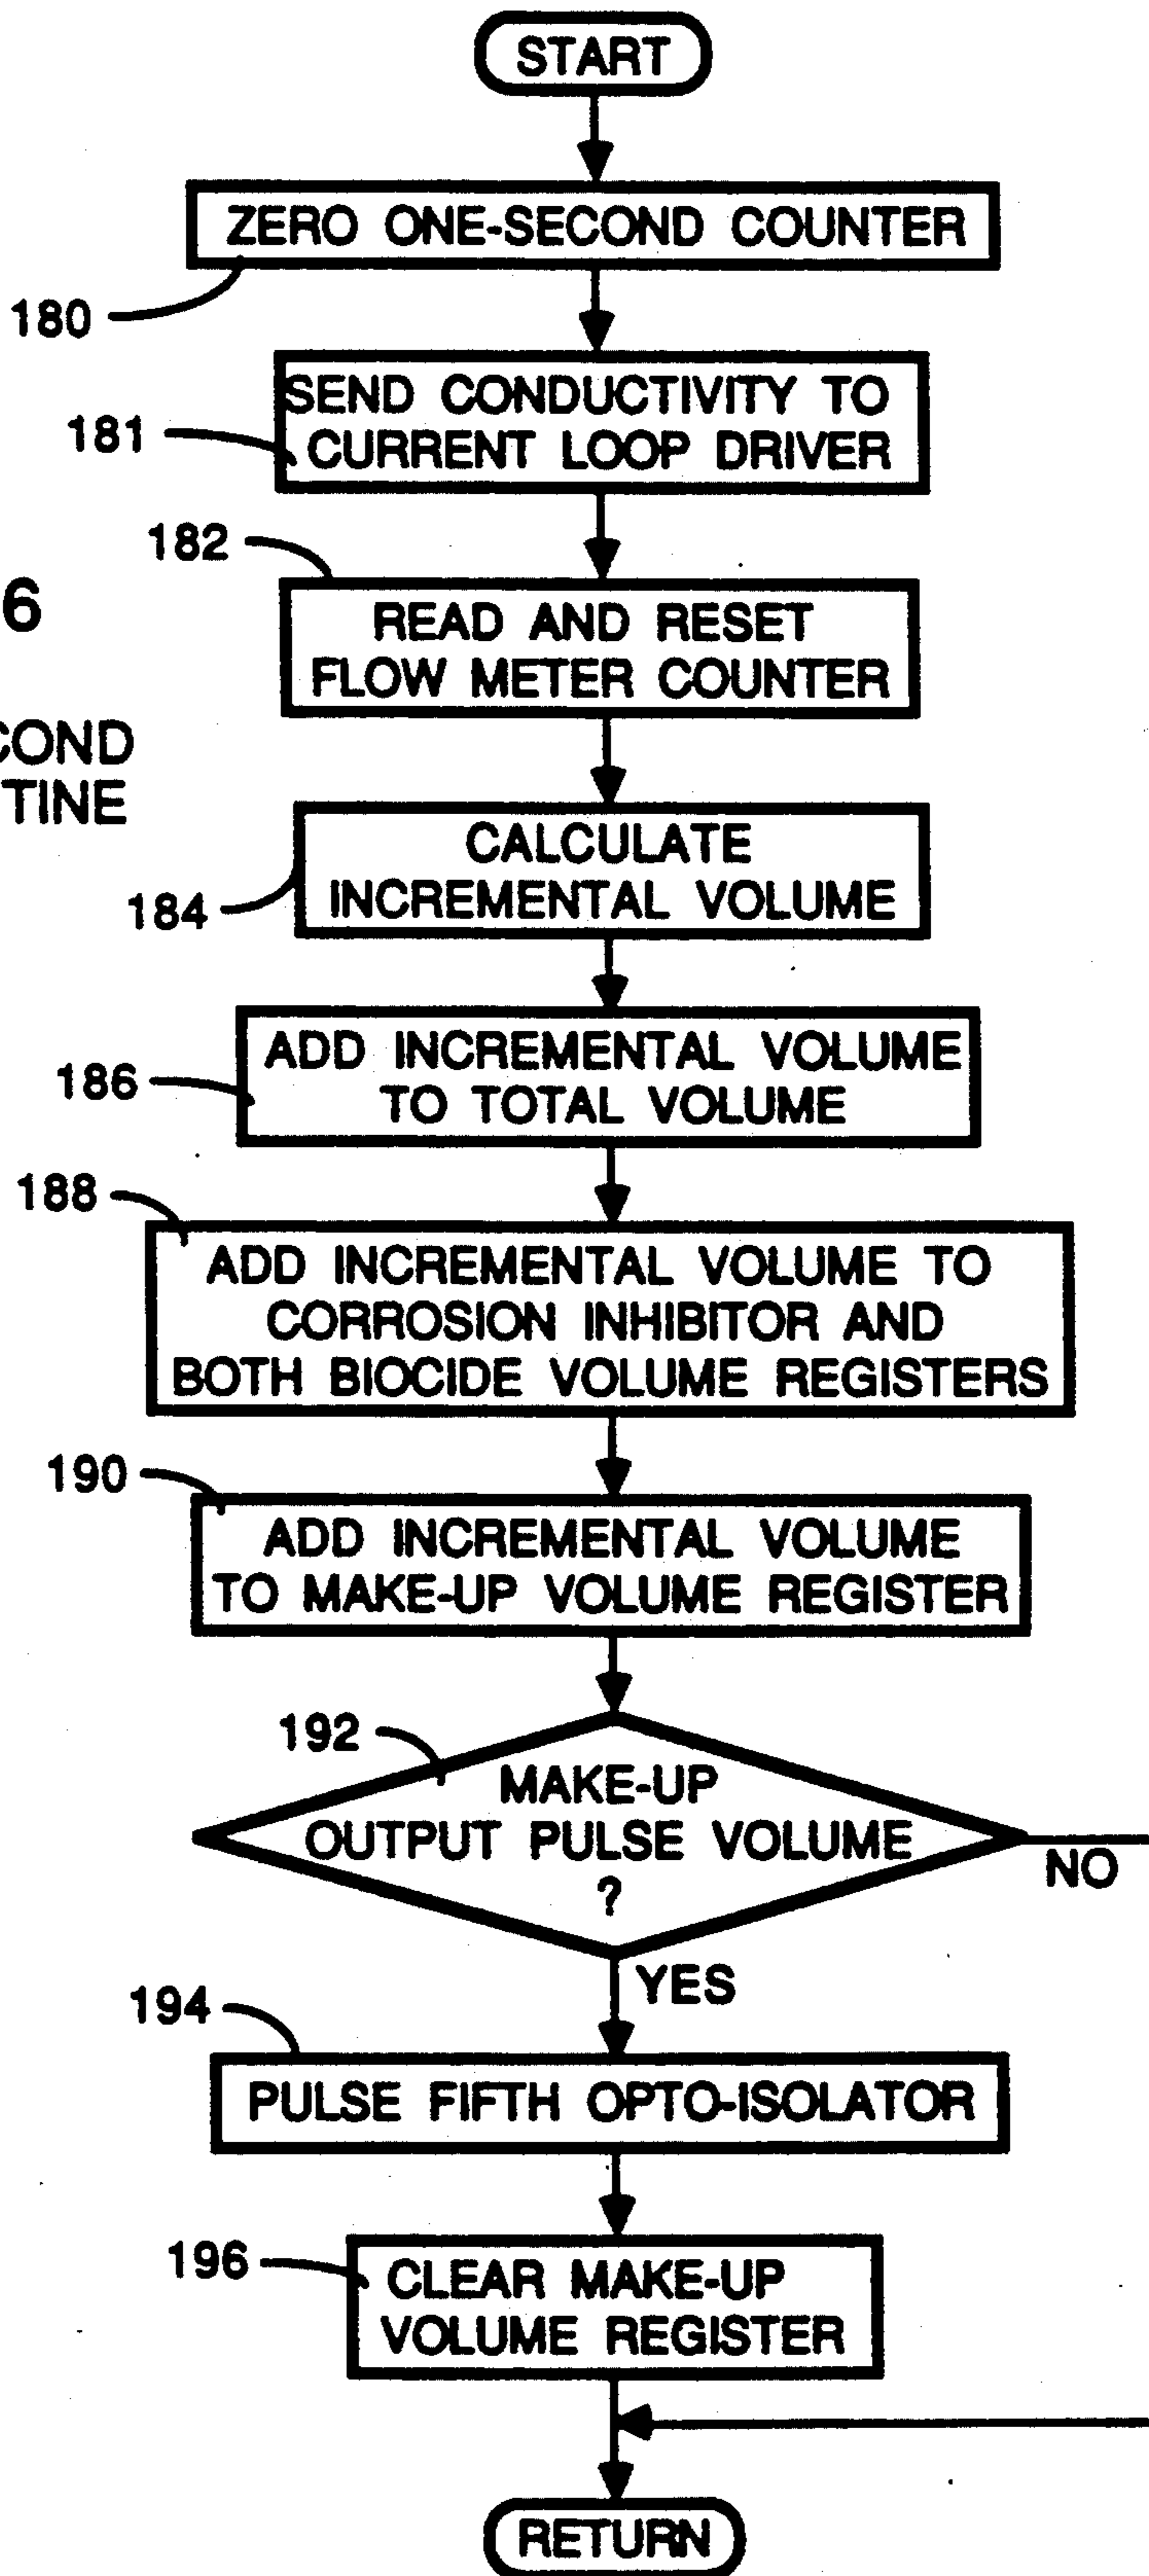 START
ZERO ONE-SECOND COUNTER
180
SEND CONDUCTIVITY TO
CURRENT LOOP DRIVER
181
182
READ AND RESET
FLOW METER COUNTER
6
COND
TINE
CALCULATE
INCREMENTAL VOLUME
184
ADD INCREMENTAL VOLUME
TO TOTAL VOLUME
186
188
ADD INCREMENTAL VOLUME TO
CORROSION INHIBITOR AND
BOTH BIOCIDE VOLUME REGISTERS
190
ADD INCREMENTAL VOLUME
TO MAKE-UP VOLUME REGISTER
192
MAKE-UP
OUTPUT PULSE VOLUME
?
NO
YES
194
PULSE FIFTH OPTO-ISOLATOR
196
CLEAR MAKE-UP
VOLUME REGISTER
RETURN